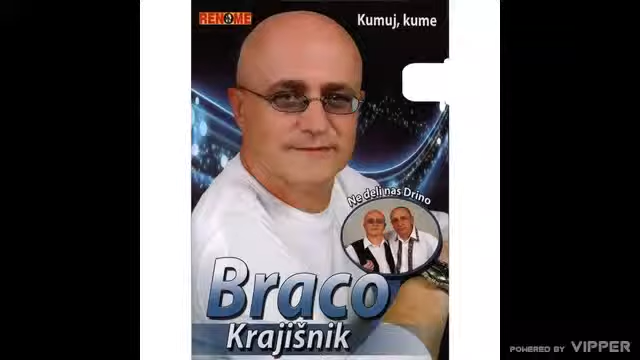 RENOME
Kumuj, kume
Ne deli nas Drino
Braco
Krajišnik
POWERED BY VIPPER